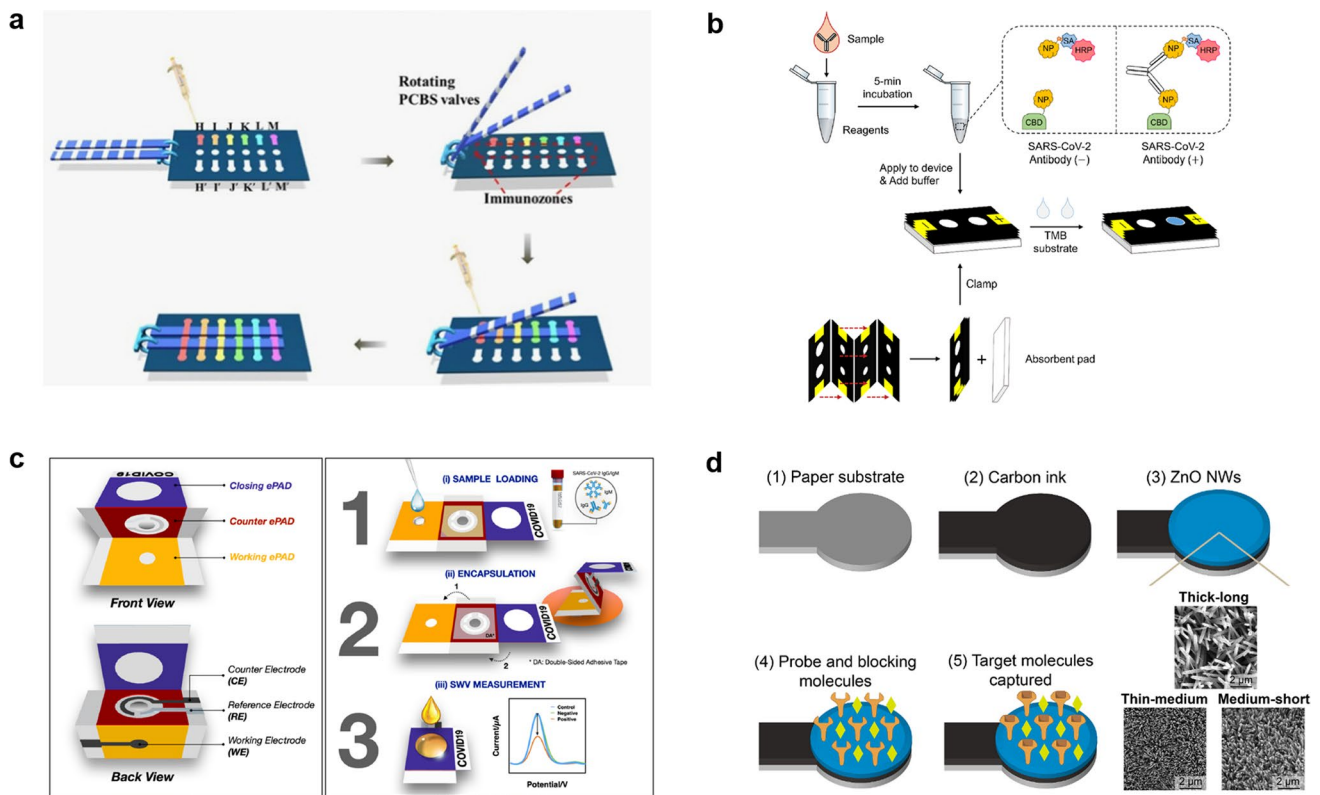 a
H I J K L M
H' I' J' K' L' M'
Rotating
PCBS valves
Immunozones
b
Sample
5-min
incubation
Reagents
NP
SA
HRP
NP
CBD
SARS-CoV-2
Antibody (−)
NP
SA
HRP
NP
CBD
SARS-CoV-2
Antibody (+)
Apply to device
& Add buffer
−
+
TMB
substrate
−
+
Clamp
+
Absorbent pad
c
COVID19
Closing ePAD
Counter ePAD
Working ePAD
Front View
Counter Electrode
(CE)
Reference Electrode
(RE)
Working Electrode
(WE)
Back View
1
(i) SAMPLE LOADING
COVID19
SARS-CoV-2 IgG/IgM
IgM
IgG
2
(ii) ENCAPSULATION
1
DA*
2
COVID19
* DA: Double-Sided Adhesive Tape
3
(iii) SWV MEASUREMENT
COVID19
Control
Negative
Positive
Current/µA
Potential/V
d
(1) Paper substrate
(2) Carbon ink
(3) ZnO NWs
Thick-long
2 µm
(4) Probe and blocking
molecules
(5) Target molecules
captured
Thin-medium
2 µm
Medium-short
2 µm